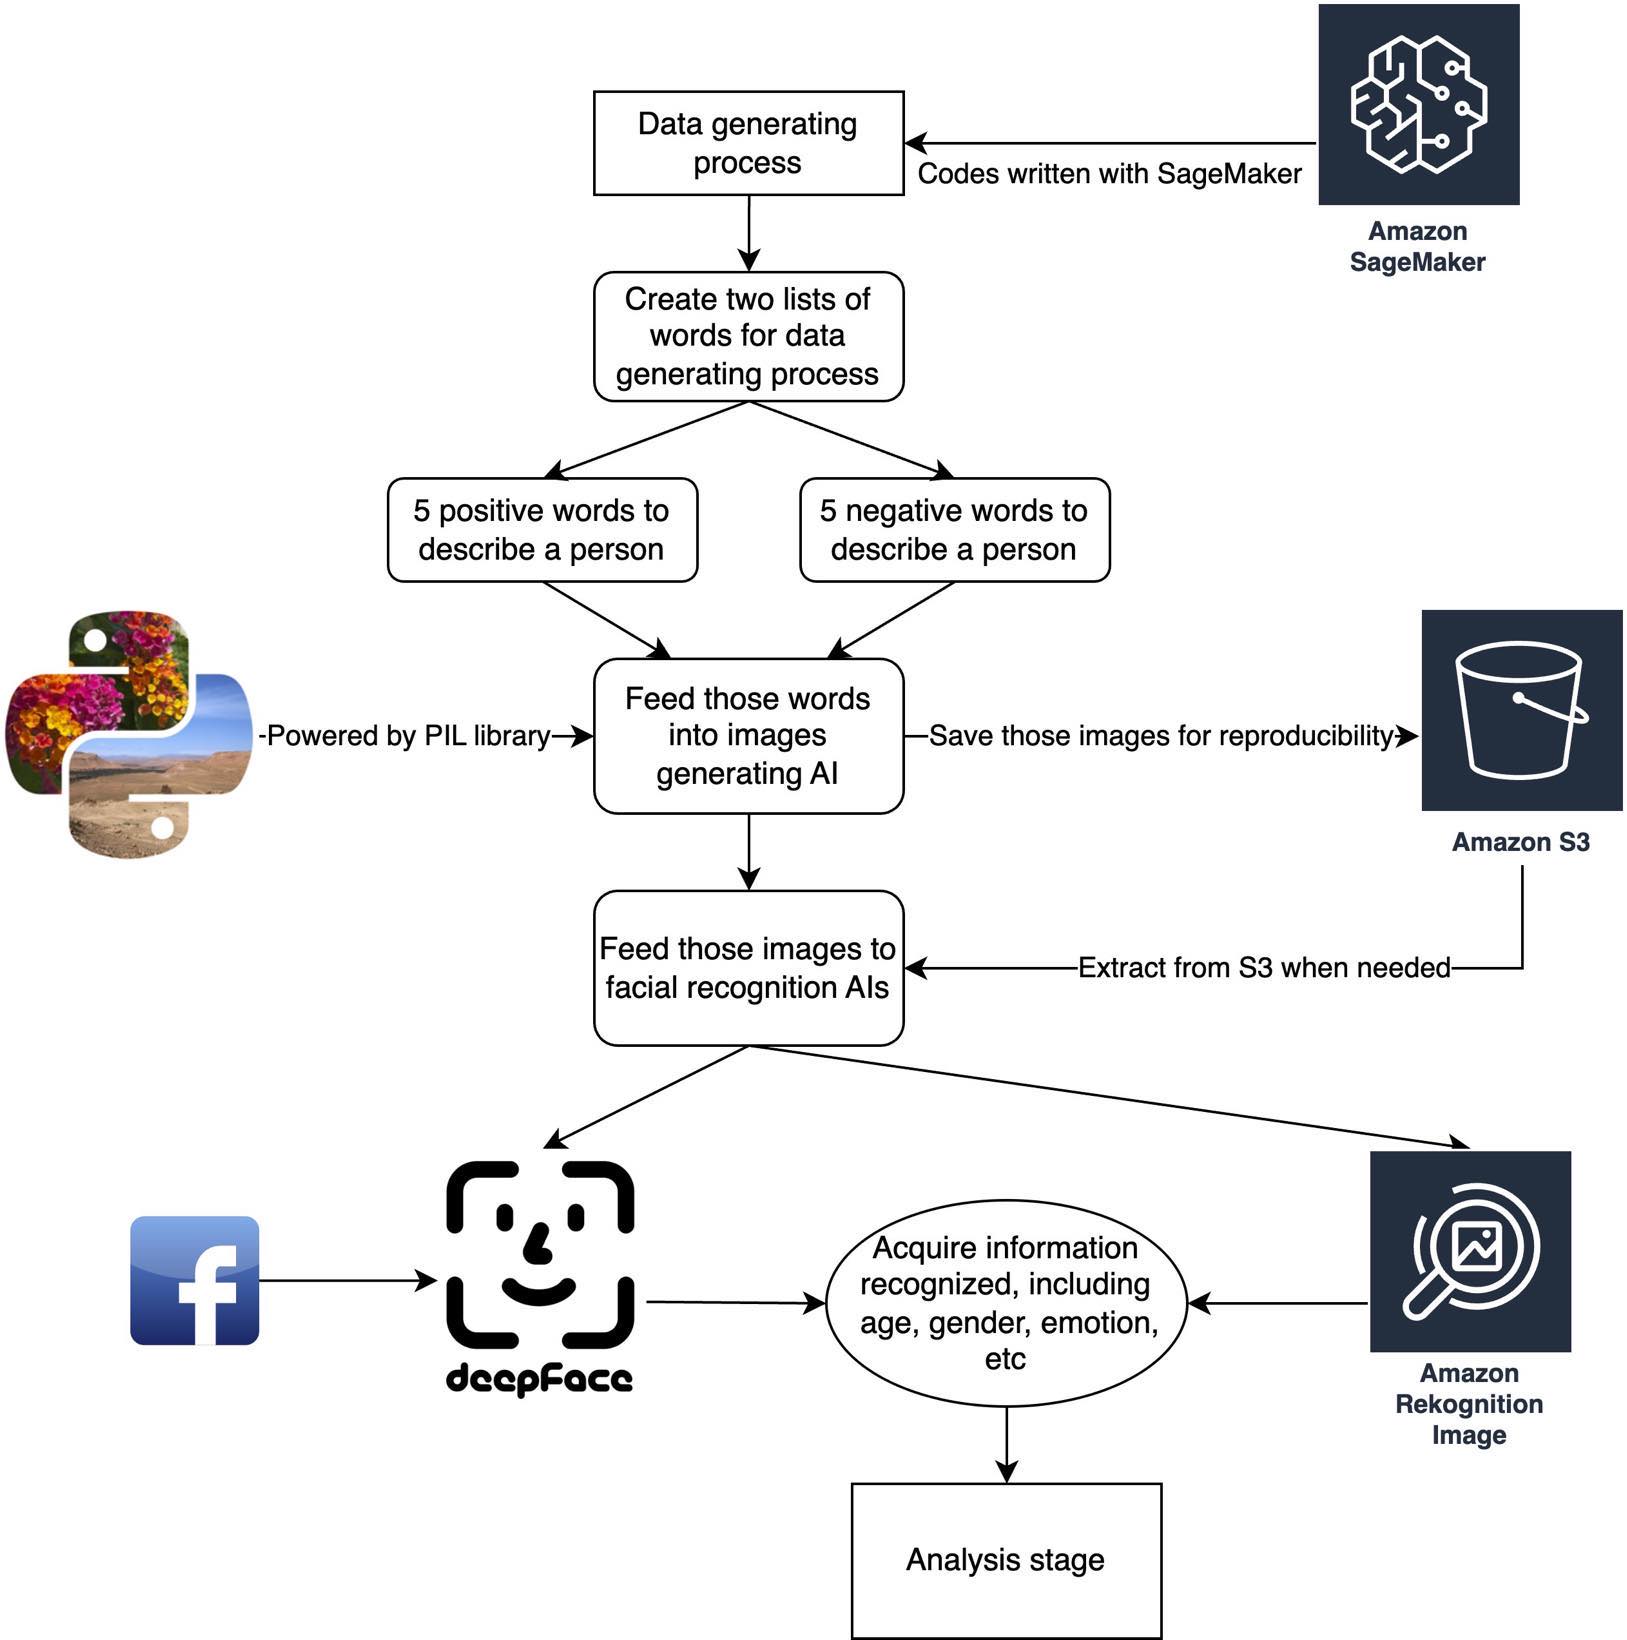 Data generating
process
Codes written with SageMaker
Amazon
SageMaker
Create two lists of
words for data
generating process
5 positive words to
describe a person
5 negative words to
describe a person
Powered by PIL library
Feed those words
into images
generating AI
Save those images for reproducibility
Amazon S3
Feed those images to
facial recognition AIs
Extract from S3 when needed
f
deepface
Acquire information
recognized, including
age, gender, emotion,
etc
Amazon
Rekognition
Image
Analysis stage